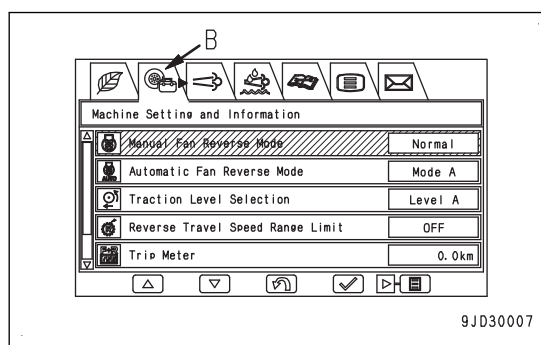 B
Machine Setting and Information
Manual Fan Reverse Mode Normal
AUTO Automatic Fan Reverse Mode Mode A
Traction Level Selection Level A
Reverse Travel Speed Range Limit OFF
Trip Meter 0.0km
9JD30007